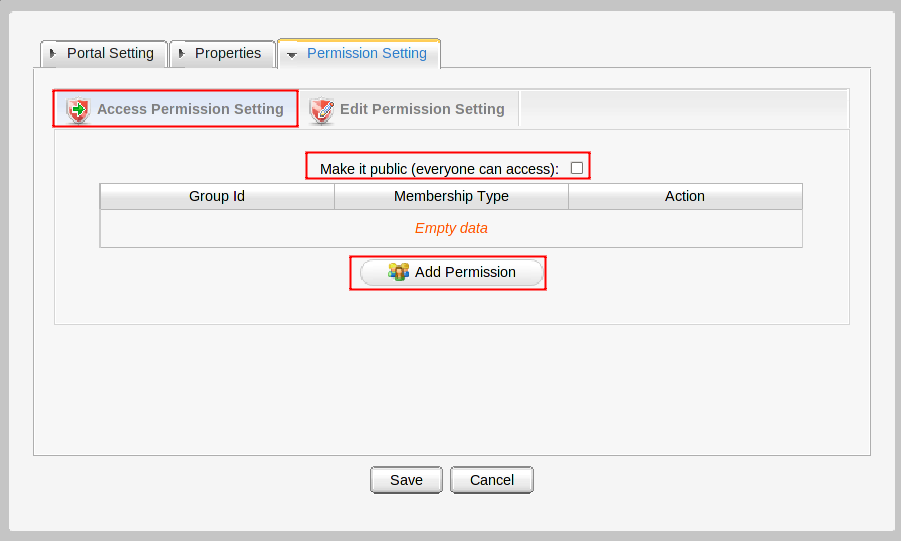 Portal Setting Properties Permission Setting
Access Permission Setting Edit Permission Setting
Make it public (everyone can access):
Group Id Membership Type Action
Empty data
Add Permission
Save Cancel